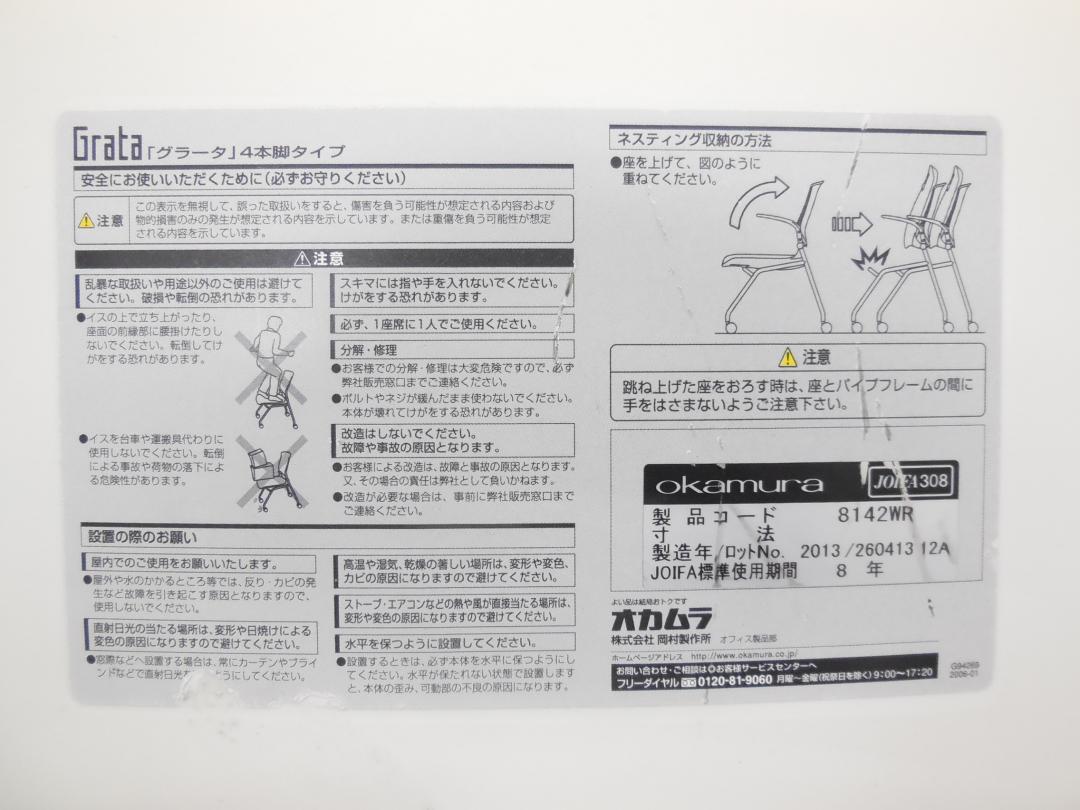 Grata「グラータ」4本脚タイプ
安全にお使いいただくために(必ずお守りください)
注意
この表示を無視して、誤った取扱いをすると、傷害を負う可能性が想定される内容および
物的損害のみの発生が想定される内容を示しています。または重傷を負う可能性が想定
される内容を示しています。
注意
乱暴な取扱いや用途以外のご使用は避けて
ください。破損や転倒の恐れがあります。
●イスの上で立ち上がったり、
座面の前縁部に腰掛けたりし
ないでください。転倒してけ
がをする恐れがあります。
●イスを台車や運搬具代わりに
使用しないでください。転倒
による事故や荷物の落下によ
る危険性があります。
スキマには指や手を入れないでください。
けがをする恐れがあります。
必ず、1座席に1人でご使用ください。
分解・修理
●お客様での分解・修理は大変危険ですので、必ず
弊社販売窓口までご連絡ください。
●ボルトやネジが緩んだまま使わないでください。
本体が壊れてけがをする恐れがあります。
改造はしないでください。
故障や事故の原因となります。
●お客様による改造は、故障と事故の原因となります。
又、その場合の責任は弊社として負いかねます。
●改造が必要な場合は、事前に弊社販売窓口まで
ご連絡ください。
設置の際のお願い
屋内でのご使用をお願いいたします。
●屋外や水のかかるところ等では、反り・カビの発
生など故障を引き起こす原因となりますので、
使用しないでください。
直射日光の当たる場所は、変形や日焼けによる
変色の原因になりますので避けてください。
●窓際などへ設置する場合は、常にカーテンやブライ
ンドなどで直射日光を ようにしてください。
高温や湿気、乾燥の著しい場所は、変形や変色、
カビの原因になりますので避けてください。
ストーブ・エアコンなどの熱や風が直接当たる場所は、
変形や変色の原因になりますので避けてください。
水平を保つように設置してください。
●設置するときは、必ず本体を水平に保つようにし
てください。水平が保たれない状態で設置します
と、本体の歪み、可動部の不良の原因になります。
ネスティング収納の方法
●座を上げて、図のように
重ねてください。
注意
跳ね上げた座をおろす時は、座とパイプフレームの間に
手をはさまないようご注意下さい。
okamura JOIFA308
製品コード 8142WR
寸法
製造年/ロットNo. 2013/260413 12A
JOIFA標準使用期間 8 年
よい品は結局おトクです
オカムラ
株式会社 岡村製作所 オフィス製品部
ホームページアドレス http://www.okamura.co.jp/
お問い合わせ・ご相談は◎お客様サービスセンターへ
フリーダイヤル 0120-81-9060 月曜~金曜(祝祭日を除く)9:00~17:20
G94269
2006-01